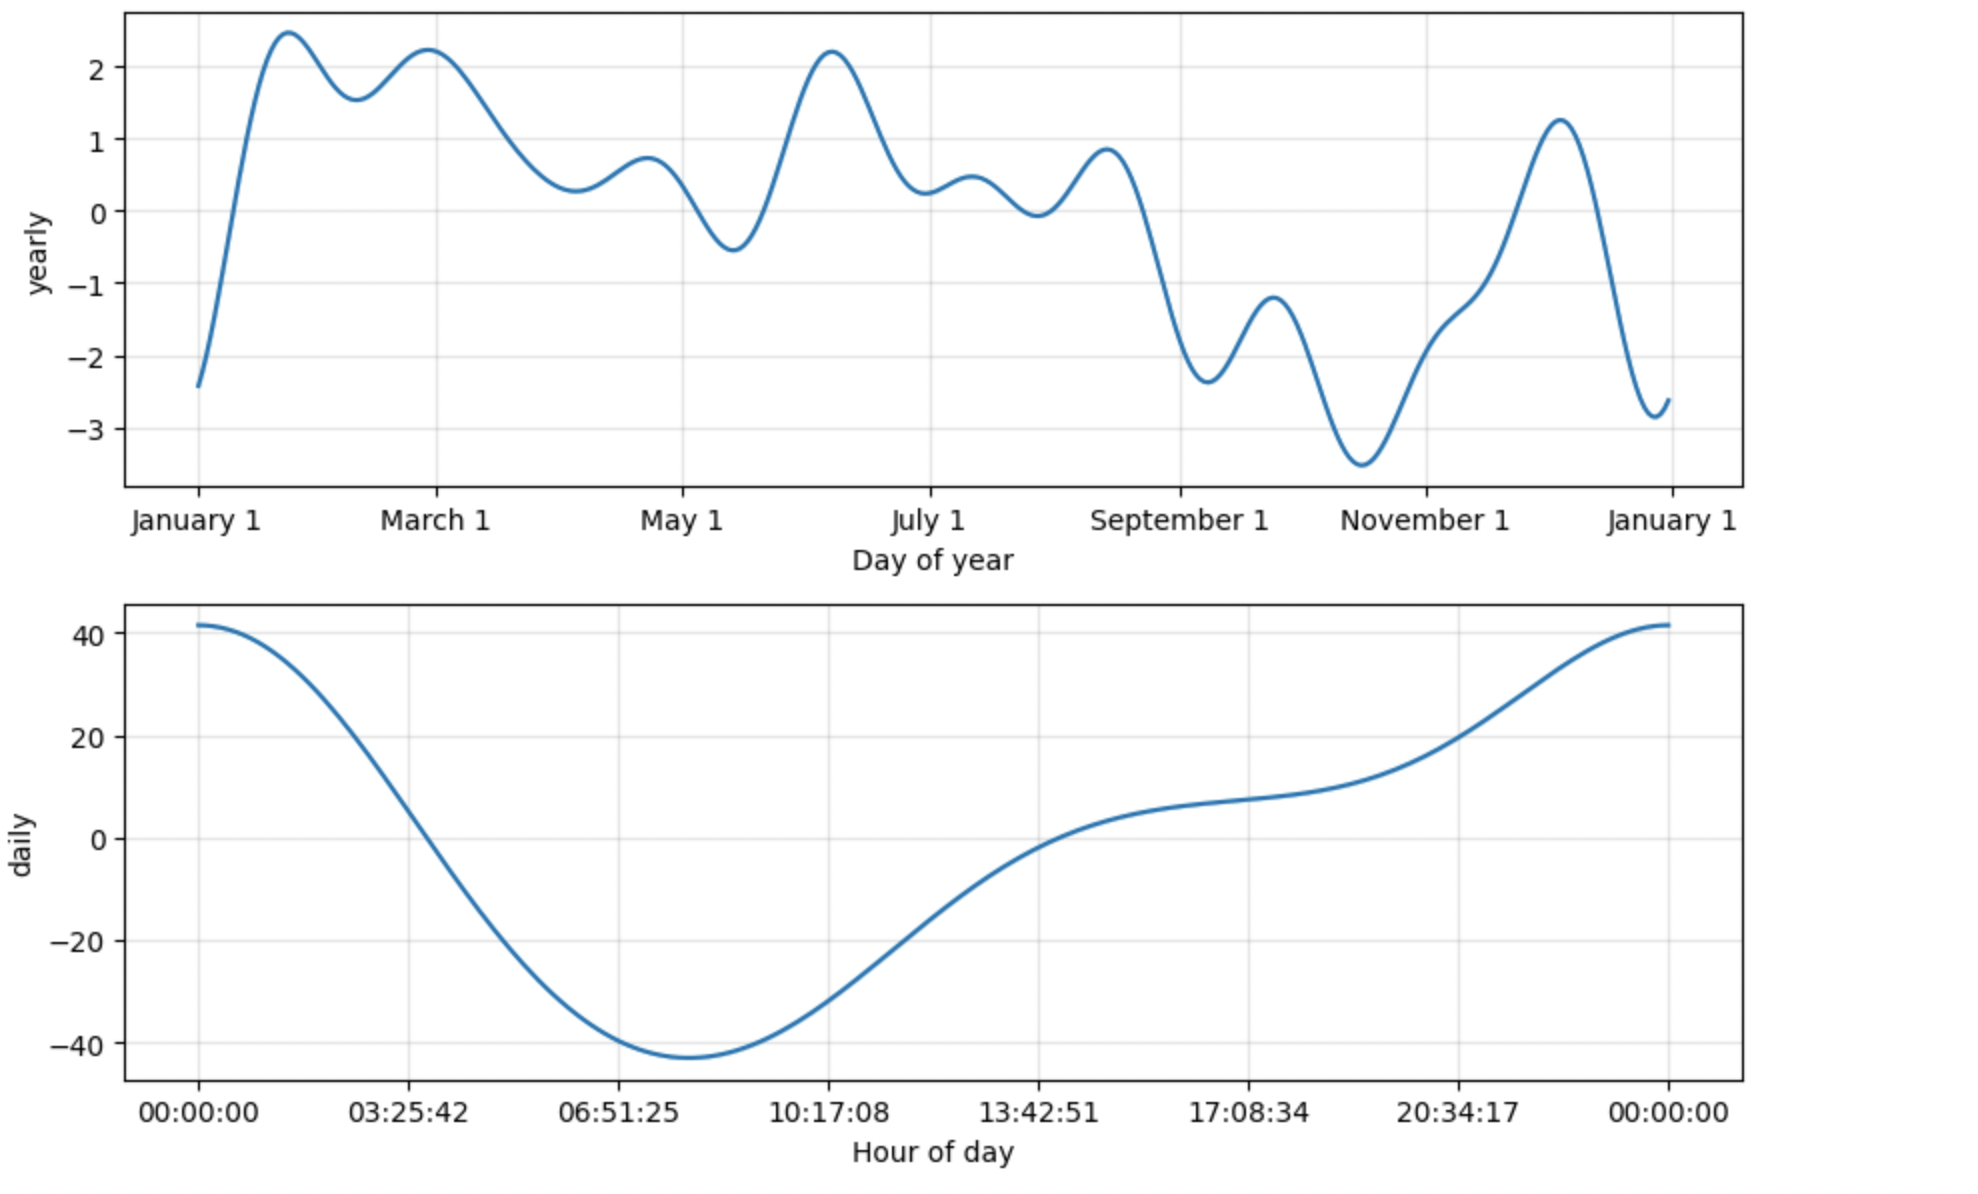 2
1
0
−1
−2
−3
yearly
January 1 March 1 May 1 July 1 September 1 November 1 January 1
Day of year
40
20
0
−20
−40
daily
00:00:00 03:25:42 06:51:25 10:17:08 13:42:51 17:08:34 20:34:17 00:00:00
Hour of day